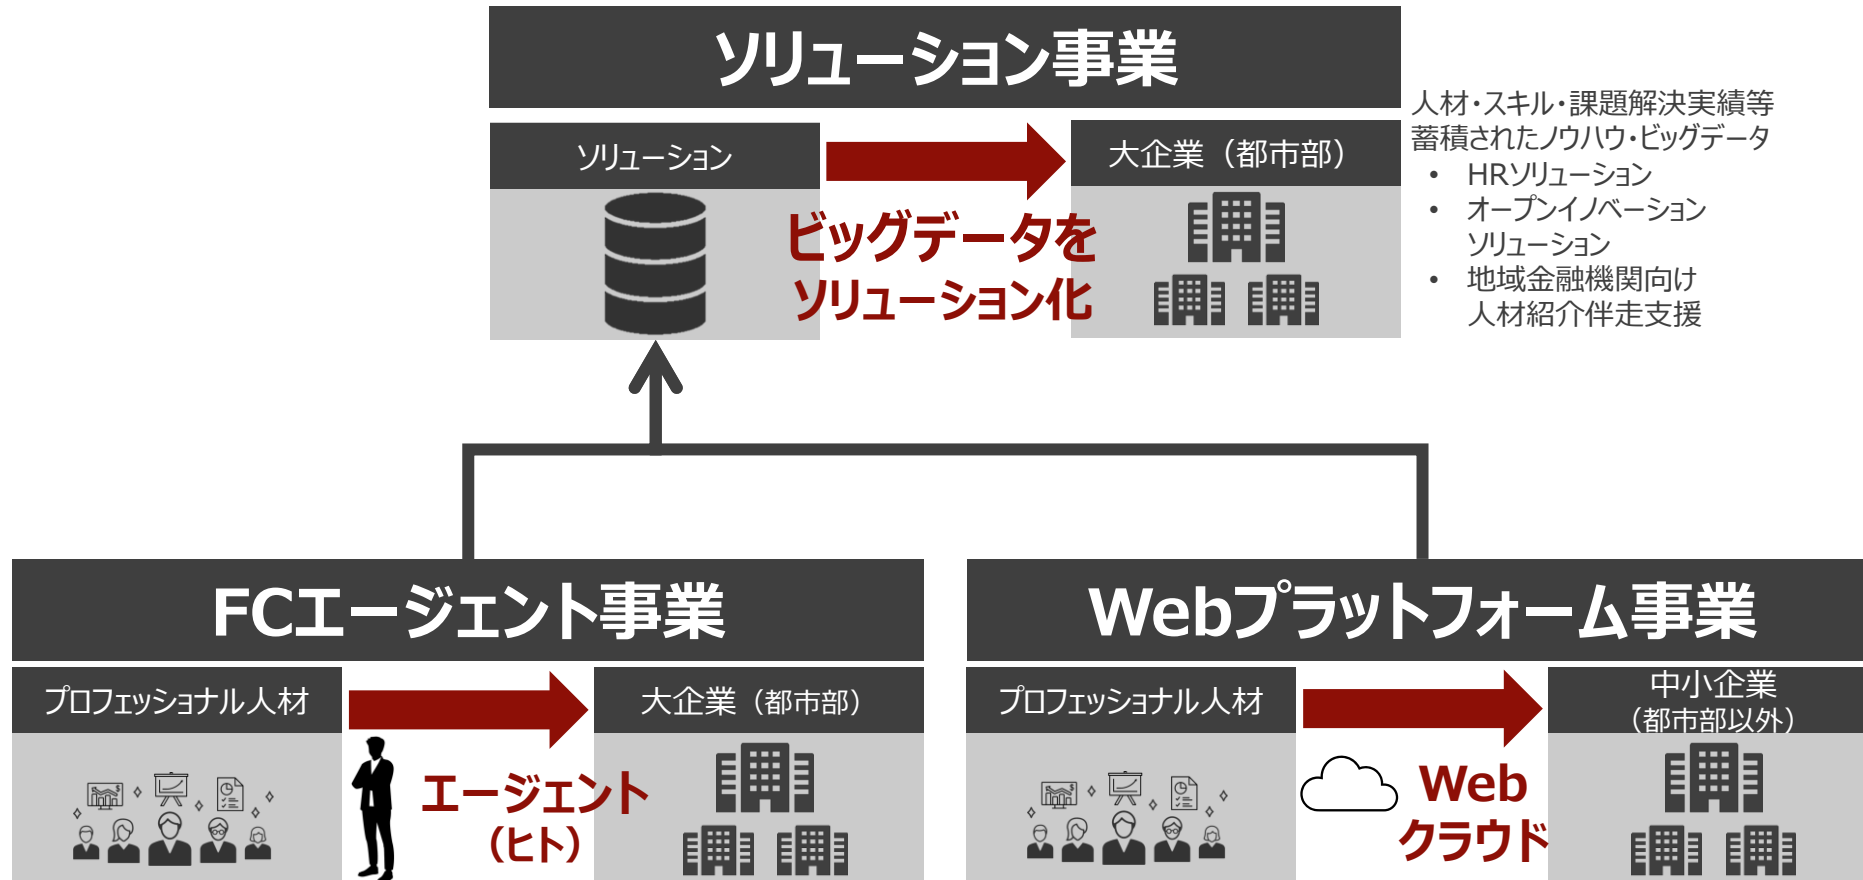 ソリューション事業
ソリューション
大企業（都市部）
ビッグデータを
ソリューション化
人材・スキル・課題解決実績等
蓄積されたノウハウ・ビッグデータ
• HRソリューション
• オープンイノベーション
ソリューション
• 地域金融機関向け
人材紹介伴走支援
FCエージェント事業
プロフェッショナル人材
大企業（都市部）
エージェント
（ヒト）
Webプラットフォーム事業
プロフェッショナル人材
中小企業
（都市部以外）
Web
クラウド